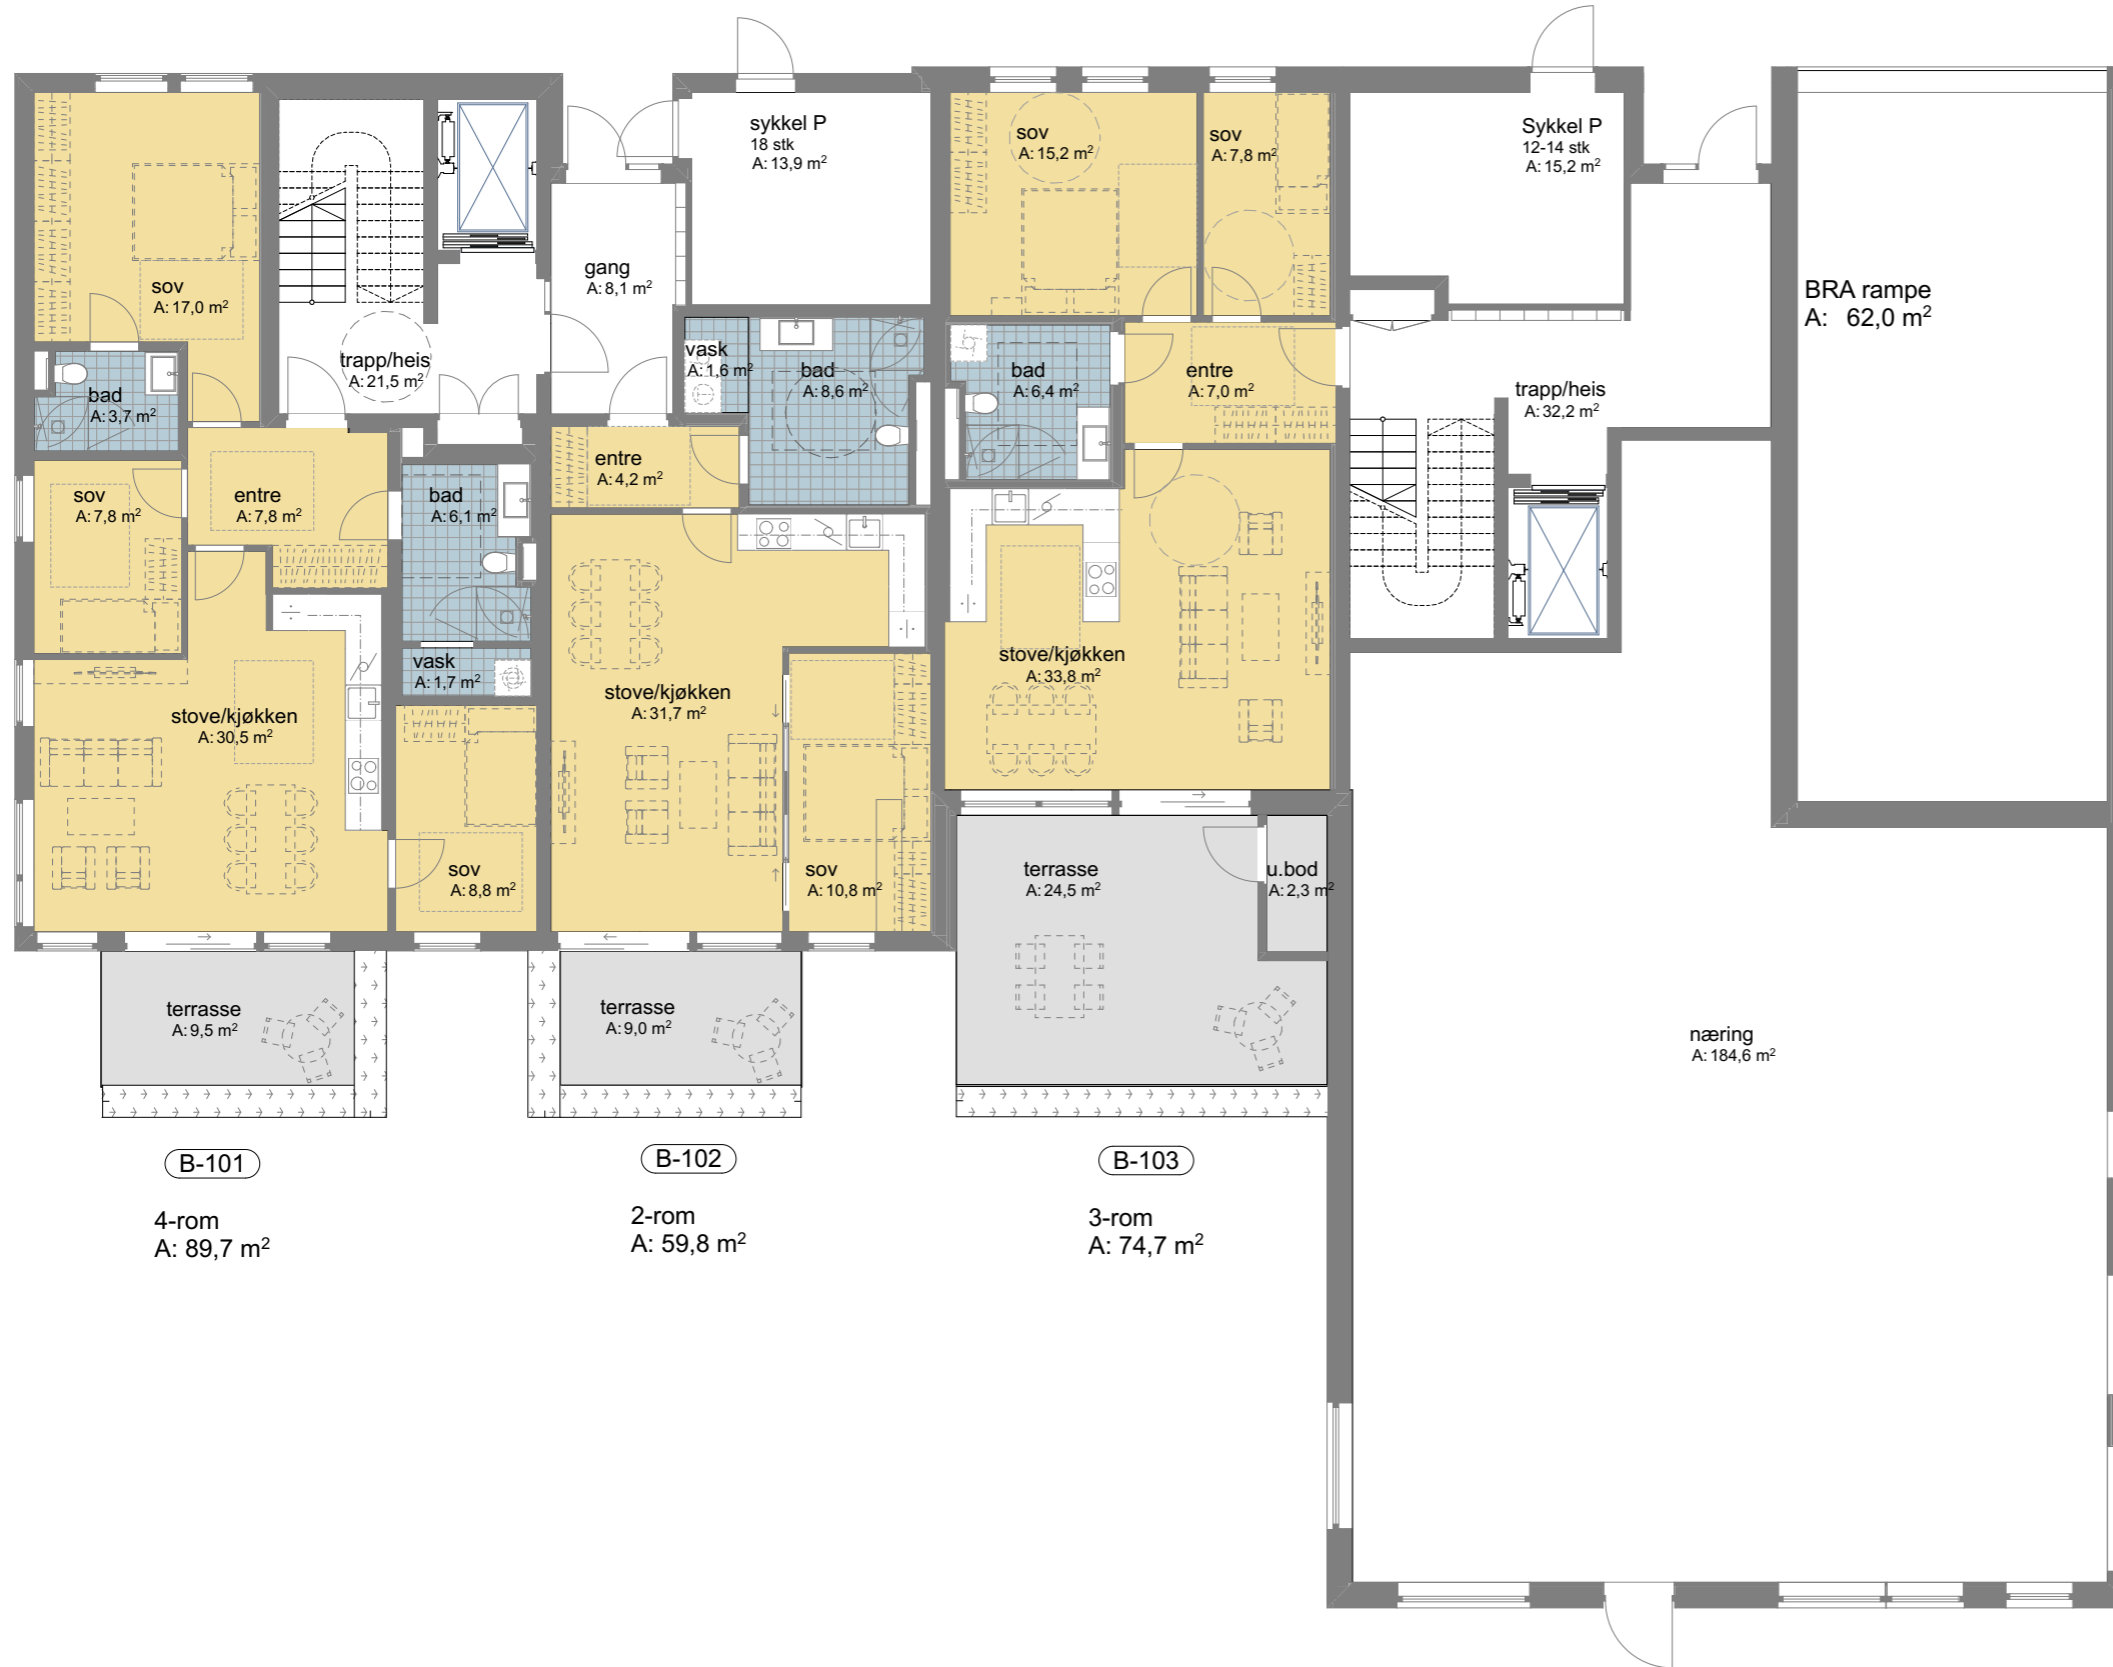 sykkel P
18 stk
A: 13,9 m²
sov
A: 15,2 m²
sov
A: 7,8 m²
Sykkel P
12-14 stk
A: 15,2 m²
sov
A: 17,0 m²
gang
A: 8,1 m²
BRA rampe
A: 62,0 m²
trapp/heis
A: 21,5 m²
vask
A: 1,6 m²
bad
A: 8,6 m²
bad
A: 6,4 m²
entre
A: 7,0 m²
trapp/heis
A: 32,2 m²
bad
A: 3,7 m²
entre
A: 4,2 m²
sov
A: 7,8 m²
entre
A: 7,8 m²
bad
A: 6,1 m²
vask
A: 1,7 m²
stove/kjøkken
A: 33,8 m²
stove/kjøkken
A: 30,5 m²
stove/kjøkken
A: 31,7 m²
sov
A: 8,8 m²
sov
A: 10,8 m²
terrasse
A: 24,5 m²
u.bod
A: 2,3 m²
terrasse
A: 9,5 m²
terrasse
A: 9,0 m²
næring
A: 184,6 m²
B-101
4-rom
A: 89,7 m²
B-102
2-rom
A: 59,8 m²
B-103
3-rom
A: 74,7 m²